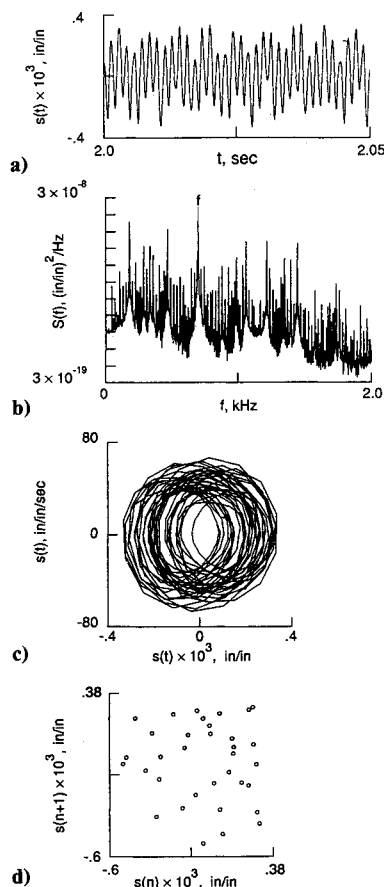 .4
s(t) × 10³, in/in
-.4
2.0
t, sec
2.05
a)
3 × 10⁻⁸
f
S(t), (in/in)²/Hz
3 × 10⁻¹⁹
0
f, kHz
2.0
b)
80
s(t), in/in/sec
0
-80
-.4
0
.4
s(t) × 10³, in/in
c)
.38
s(n+1) × 10³, in/in
-.6
-.6
.38
s(n) × 10³, in/in
d)